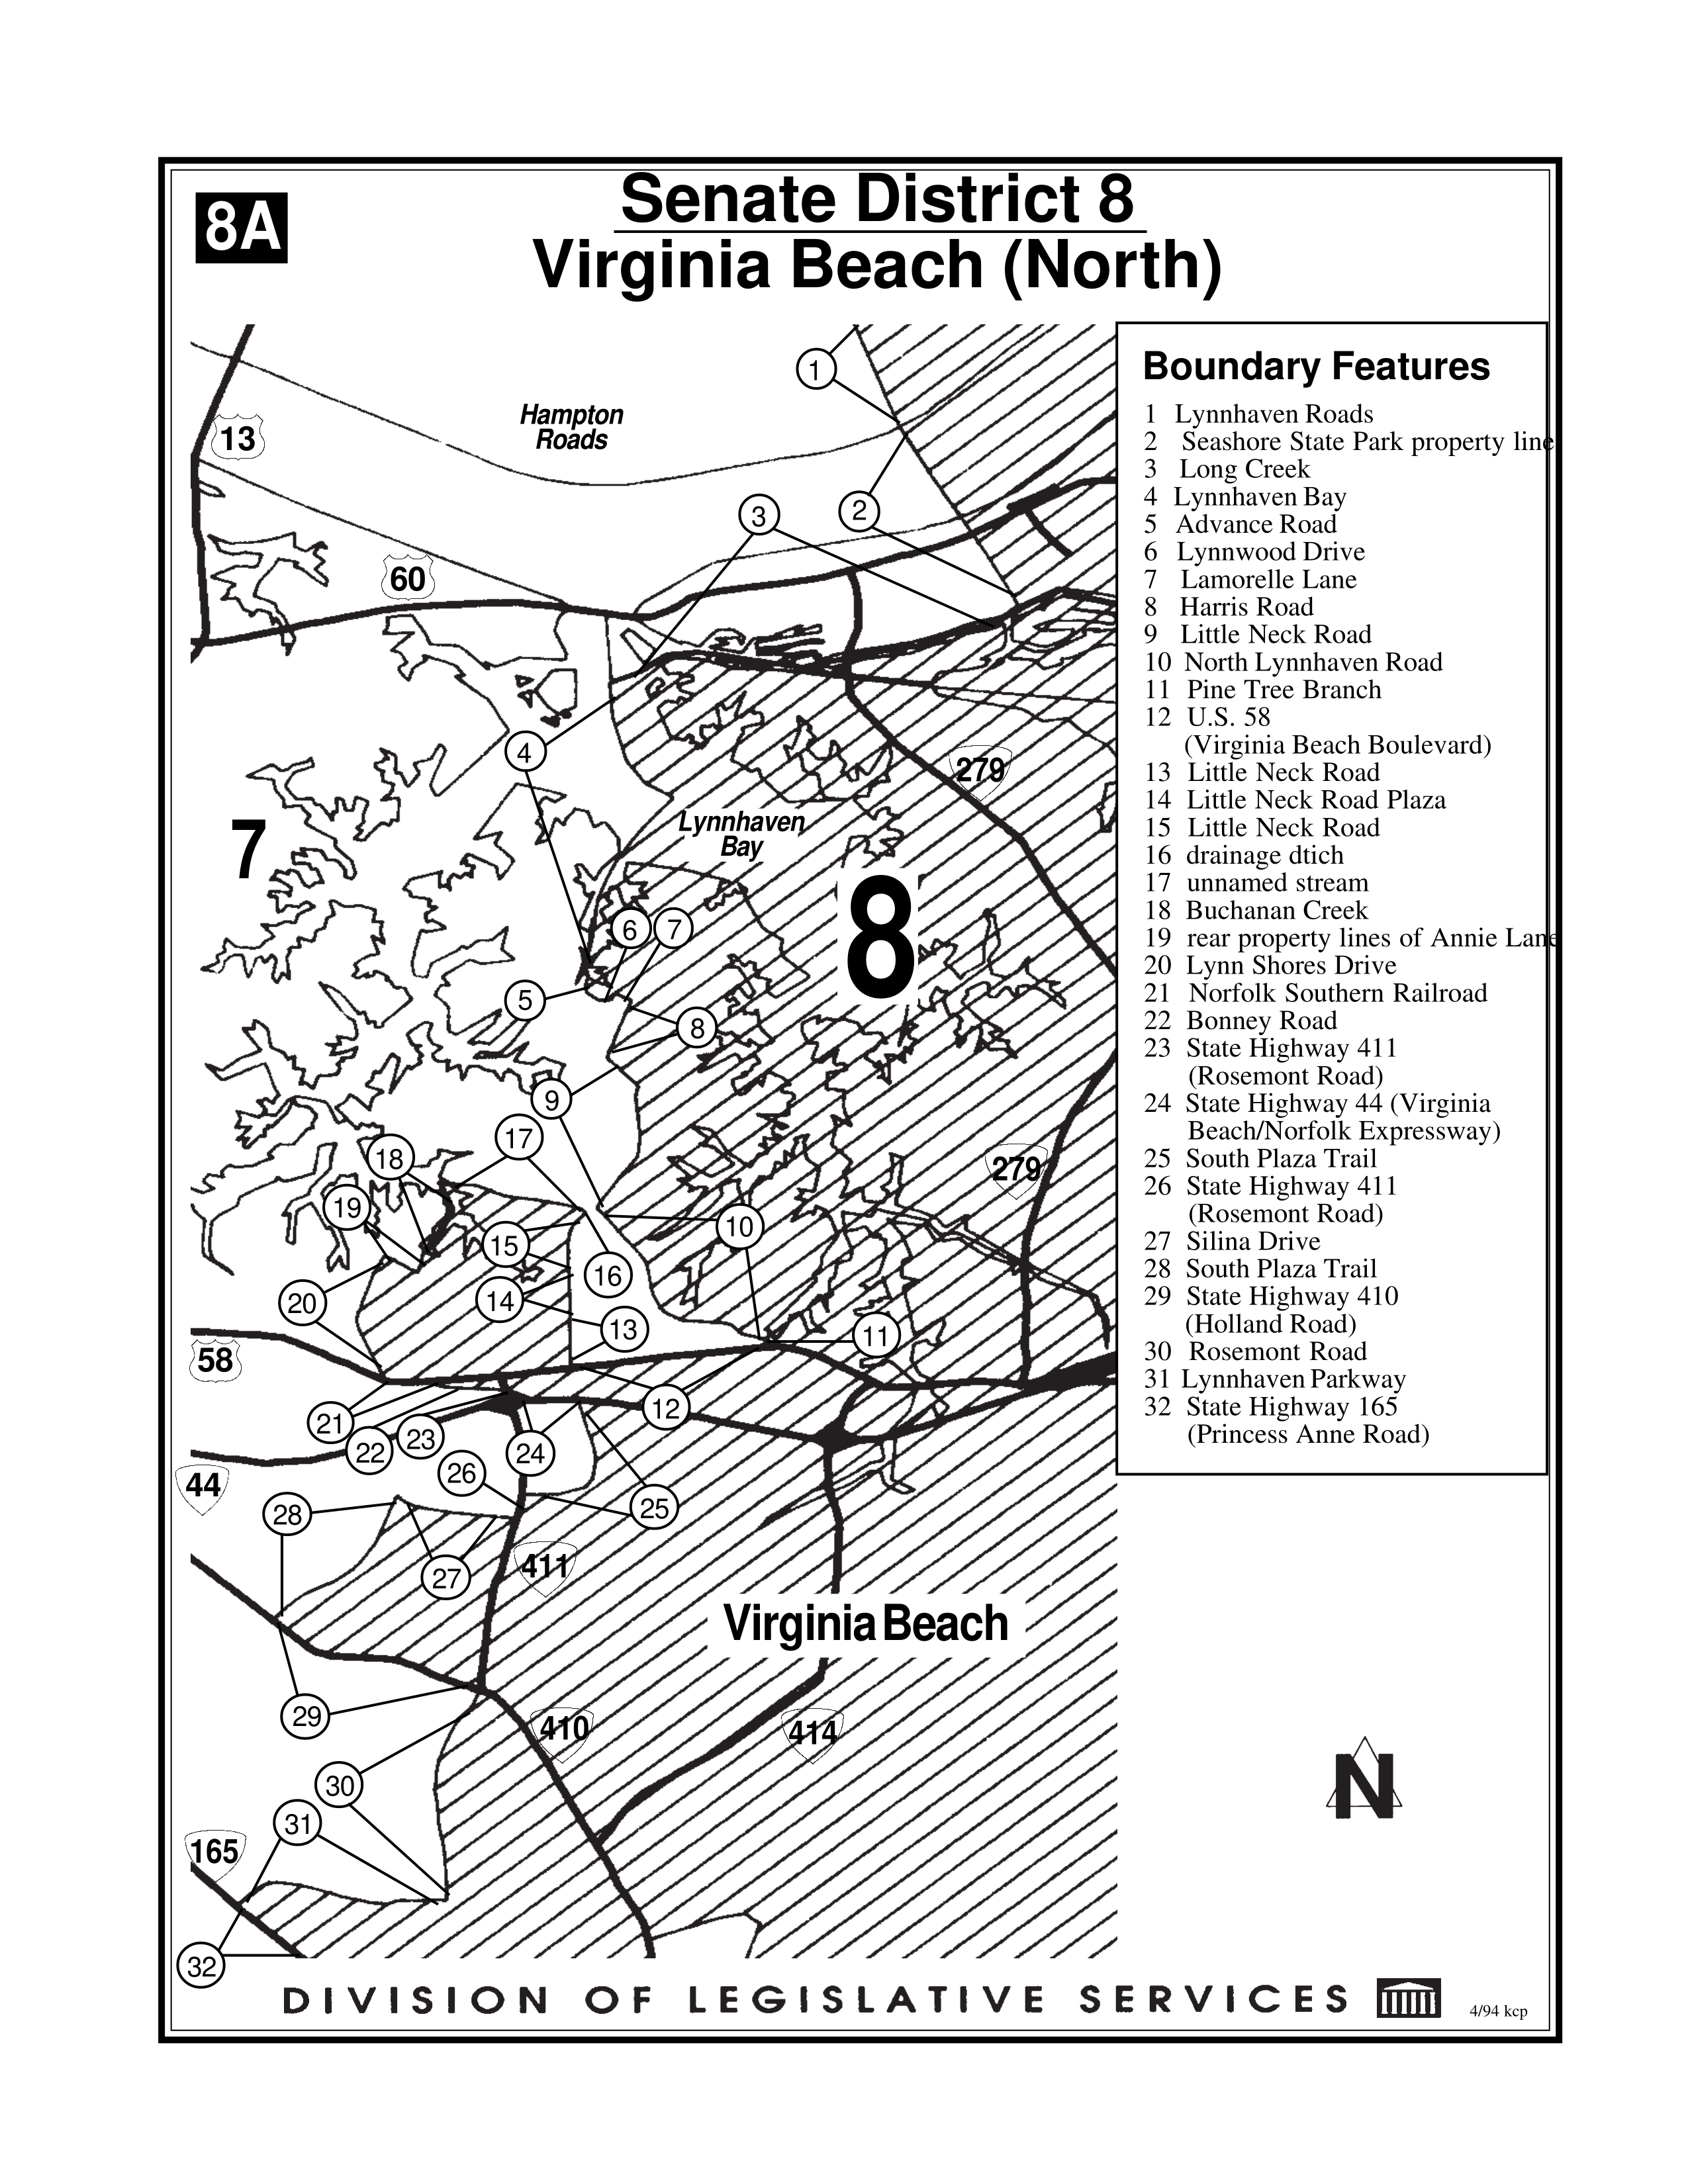 8A
Senate District 8
Virginia Beach (North)
Boundary Features
1 Lynnhaven Roads
2 Seashore State Park property line
3 Long Creek
4 Lynnhaven Bay
5 Advance Road
6 Lynnwood Drive
7 Lamorelle Lane
8 Harris Road
9 Little Neck Road
10 North Lynnhaven Road
11 Pine Tree Branch
12 U.S. 58
(Virginia Beach Boulevard)
13 Little Neck Road
14 Little Neck Road Plaza
15 Little Neck Road
16 drainage dtich
17 unnamed stream
18 Buchanan Creek
19 rear property lines of Annie Lane
20 Lynn Shores Drive
21 Norfolk Southern Railroad
22 Bonney Road
23 State Highway 411
(Rosemont Road)
24 State Highway 44 (Virginia
Beach/Norfolk Expressway)
25 South Plaza Trail
26 State Highway 411
(Rosemont Road)
27 Silina Drive
28 South Plaza Trail
29 State Highway 410
(Holland Road)
30 Rosemont Road
31 Lynnhaven Parkway
32 State Highway 165
(Princess Anne Road)
1
Hampton
Roads
13
3
2
60
4
279
7
Lynnhaven
Bay
8
6
7
5
8
9
17
18
279
19
10
15
16
20
14
13
11
58
12
21
23
22
24
26
44
25
28
411
27
Virginia Beach
29
410
414
30
31
165
32
N
DIVISION OF LEGISLATIVE SERVICES
4/94 kcp